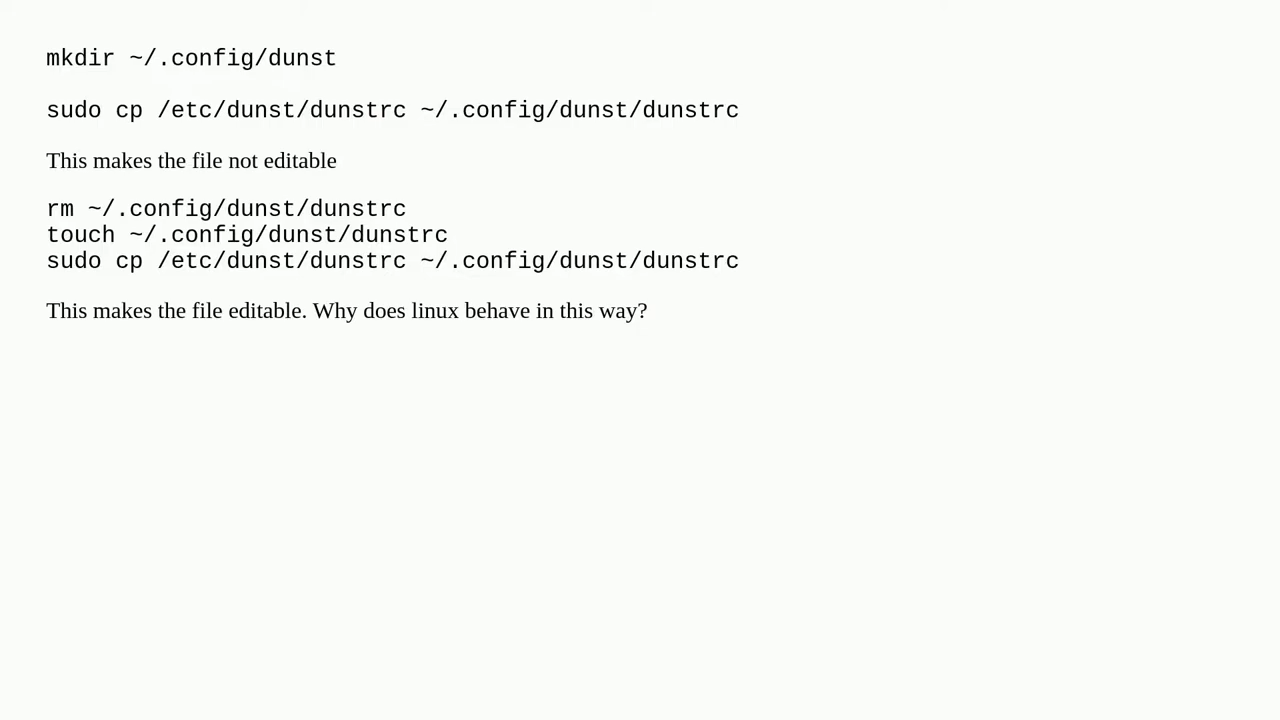 mkdir ~/.config/dunst
sudo cp /etc/dunst/dunstrc ~/.config/dunst/dunstrc
This makes the file not editable
rm ~/.config/dunst/dunstrc
touch ~/.config/dunst/dunstrc
sudo cp /etc/dunst/dunstrc ~/.config/dunst/dunstrc
This makes the file editable. Why does linux behave in this way?